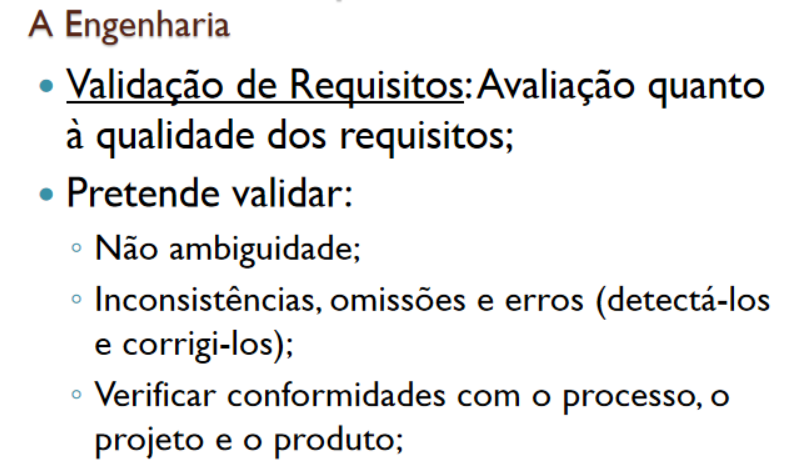 A Engenharia
• Validação de Requisitos: Avaliação quanto
à qualidade dos requisitos;
• Pretende validar:
◦ Não ambiguidade;
◦ Inconsistências, omissões e erros (detectá-los
e corrigi-los);
◦ Verificar conformidades com o processo, o
projeto e o produto;